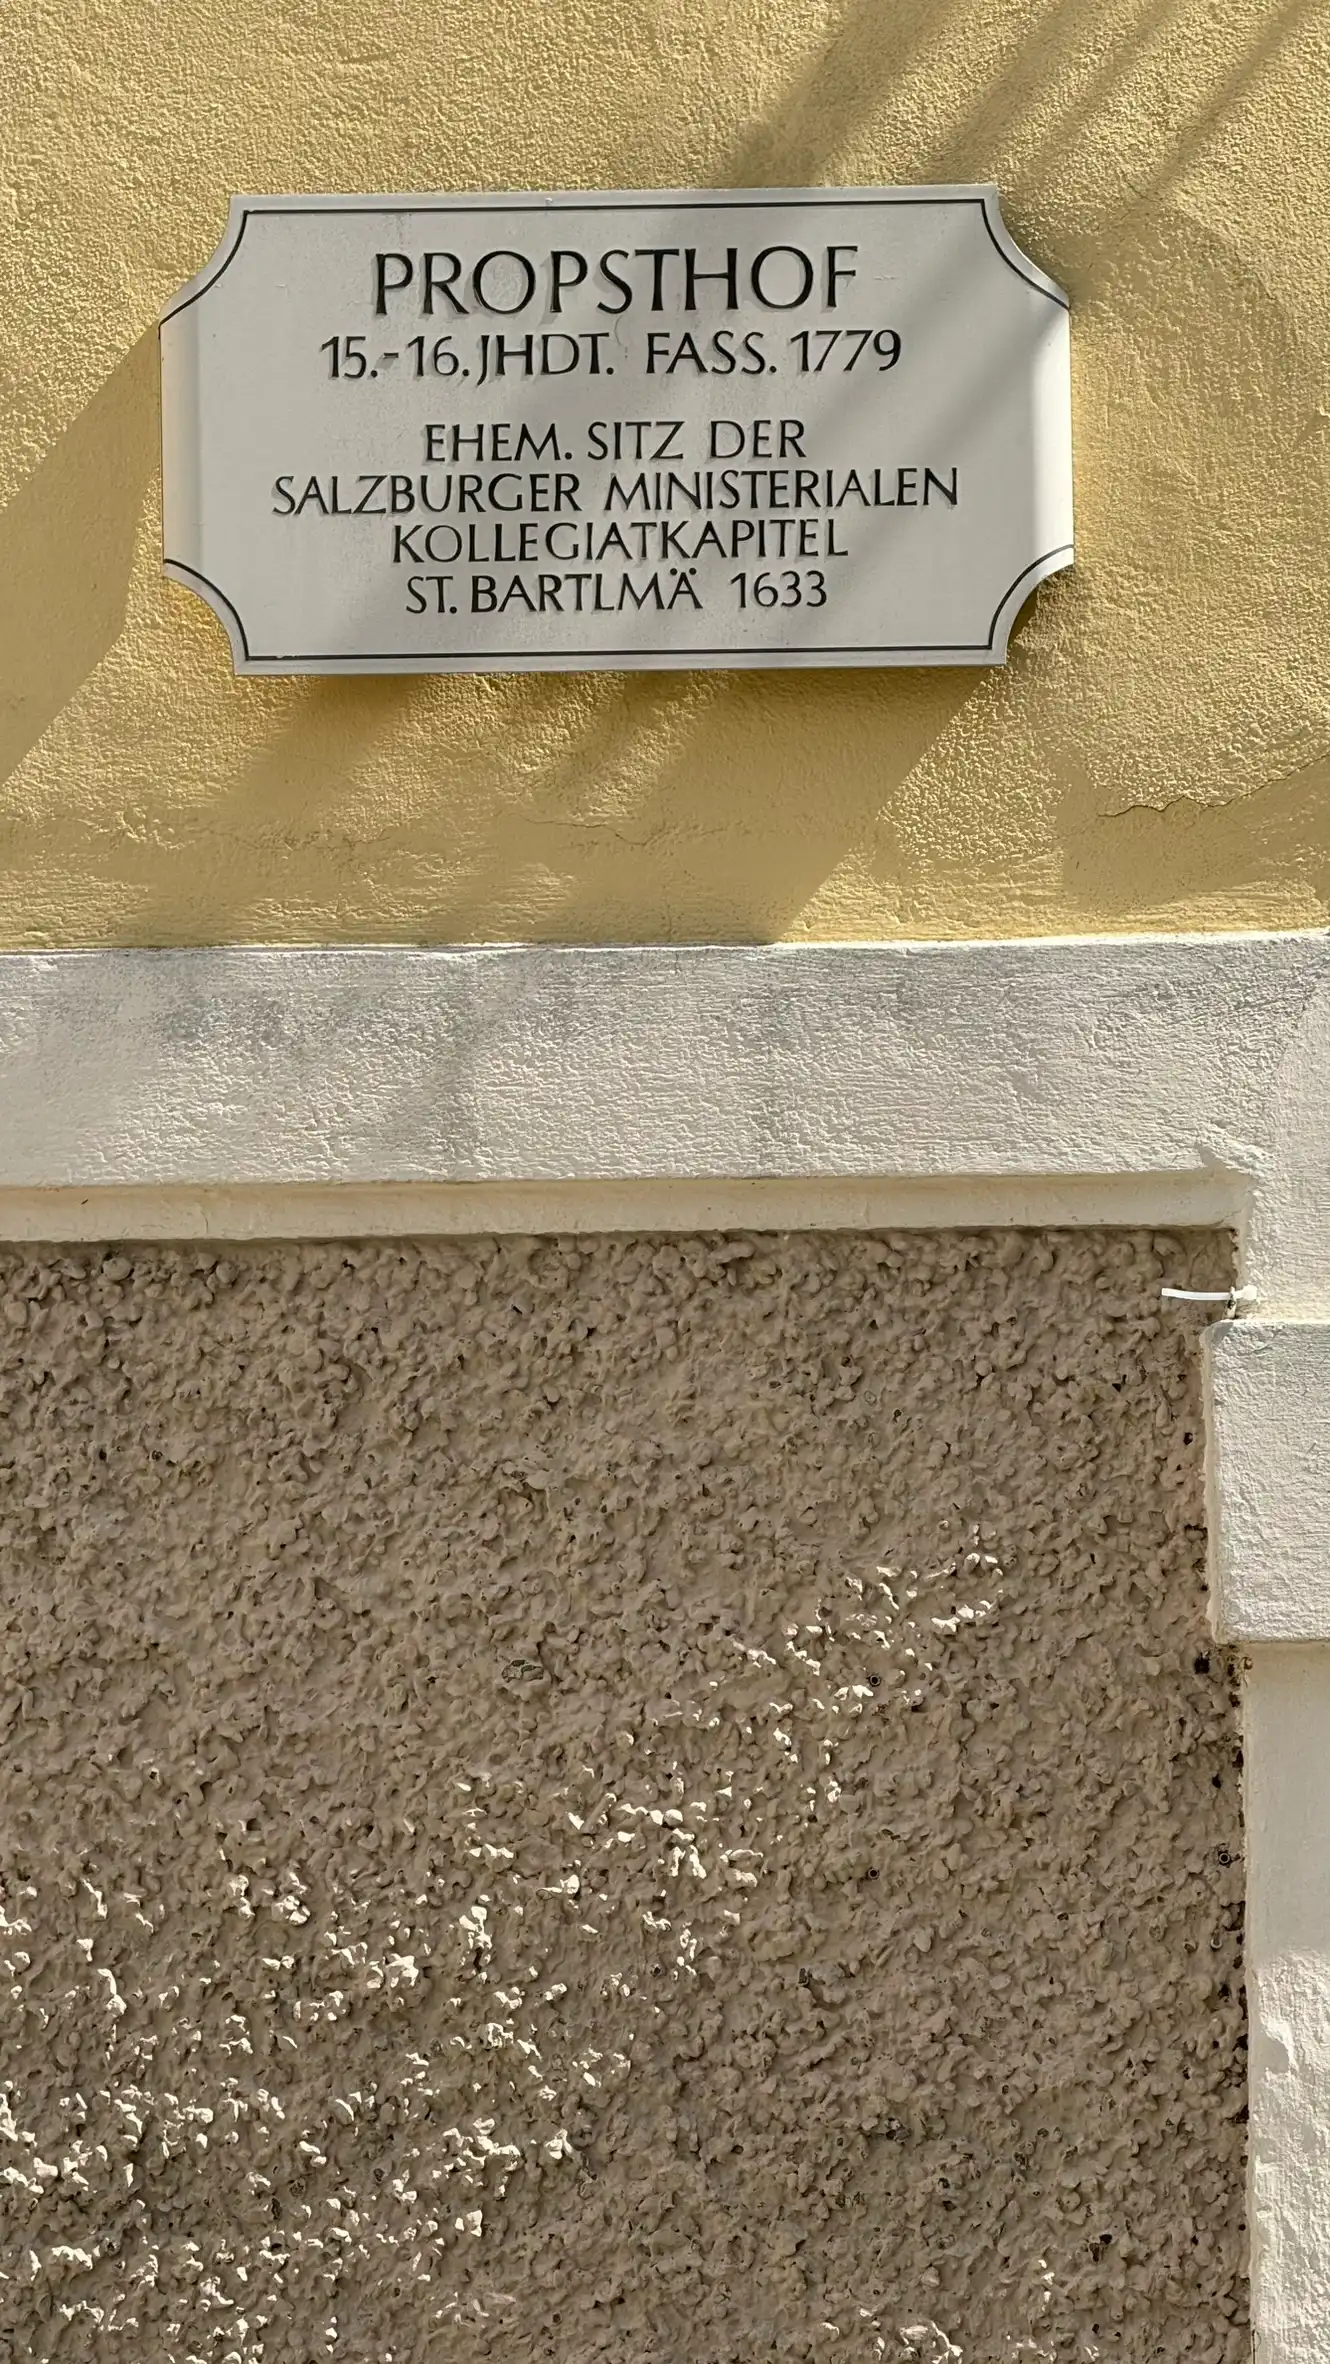 PROPSTHOF
15.-16. JHDT. FASS. 1779
EHEM. SITZ DER
SALZBURGER MINISTERIALEN
KOLLEGIATKAPITEL
ST. BARTLMÄ 1633